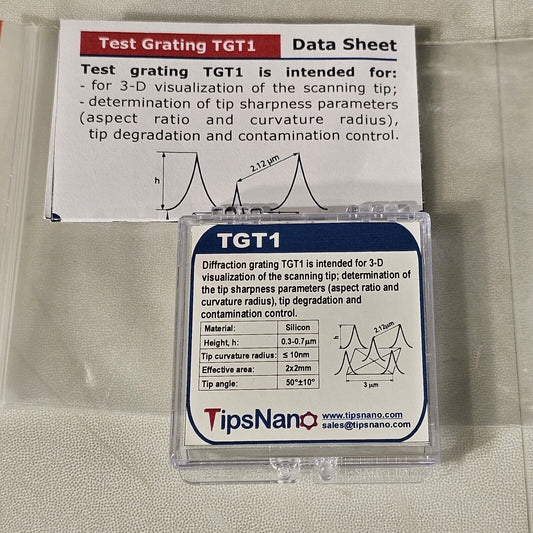 Test Grating TGT1 Data Sheet
Test grating TGT1 is intended for:
- for 3-D visualization of the scanning tip;
- determination of tip sharpness parameters
(aspect ratio and curvature radius),
tip degradation and contamination control.
h
2.12 µm
TGT1
Diffraction grating TGT1 is intended for 3-D
visualization of the scanning tip; determination of
the tip sharpness parameters (aspect ratio and
curvature radius), tip degradation and
contamination control.
Material: Silicon
Height, h: 0.3-0.7µm
Tip curvature radius: ≤ 10nm
Effective area: 2x2mm
Tip angle: 50°±10°
h
2.12µm
3 µm
TipsNano
www.tipsnano.com
sales@tipsnano.com